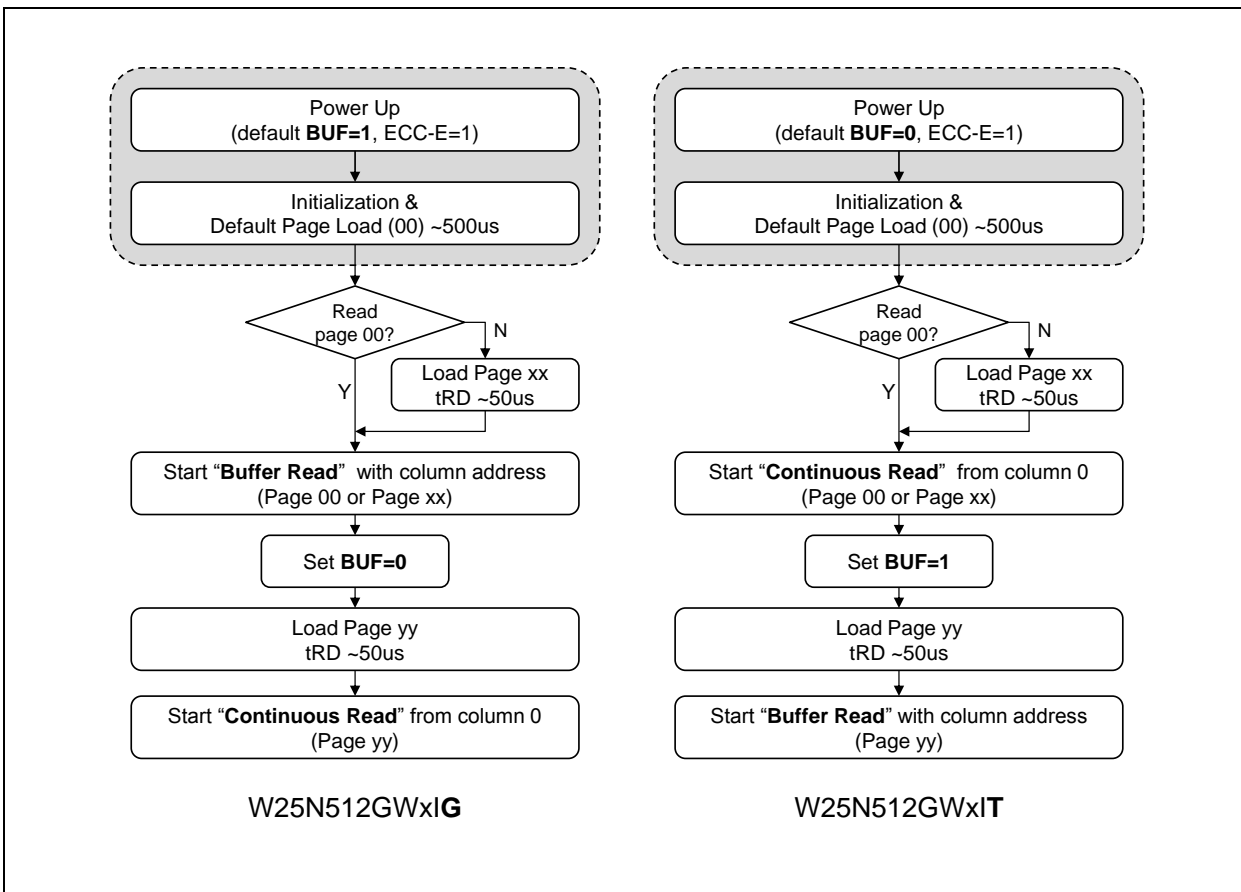 Power Up
(default BUF=1, ECC-E=1)
Initialization &
Default Page Load (00) ~500us
Read
page 00?
N
Y
Load Page xx
tRD ~50us
Start “Buffer Read” with column address
(Page 00 or Page xx)
Set BUF=0
Load Page yy
tRD ~50us
Start “Continuous Read” from column 0
(Page yy)
W25N512GWxIG
Power Up
(default BUF=0, ECC-E=1)
Initialization &
Default Page Load (00) ~500us
Read
page 00?
N
Y
Load Page xx
tRD ~50us
Start “Continuous Read” from column 0
(Page 00 or Page xx)
Set BUF=1
Load Page yy
tRD ~50us
Start “Buffer Read” with column address
(Page yy)
W25N512GWxIT